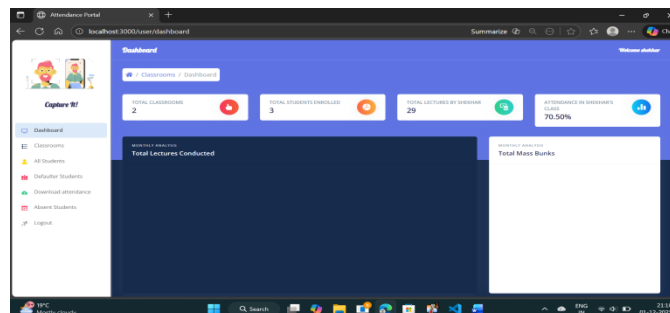 Attendance Portal
localhost:3000/user/dashboard
Summarize
Dashboard
Welcome shekhar
/ Classrooms / Dashboard
Capture It!
TOTAL CLASSROOMS
2
TOTAL STUDENTS ENROLLED
3
TOTAL LECTURES BY SHEKHAR
29
ATTENDANCE IN SHEKHAR'S
CLASS
70.50%
Dashboard
Classrooms
All Students
Defaulter Students
Download attendance
Absent Students
Logout
MONTHLY ANALYSIS
Total Lectures Conducted
MONTHLY ANALYSIS
Total Mass Bunks
19°C
Mostly cloudy
Search
ENG
IN